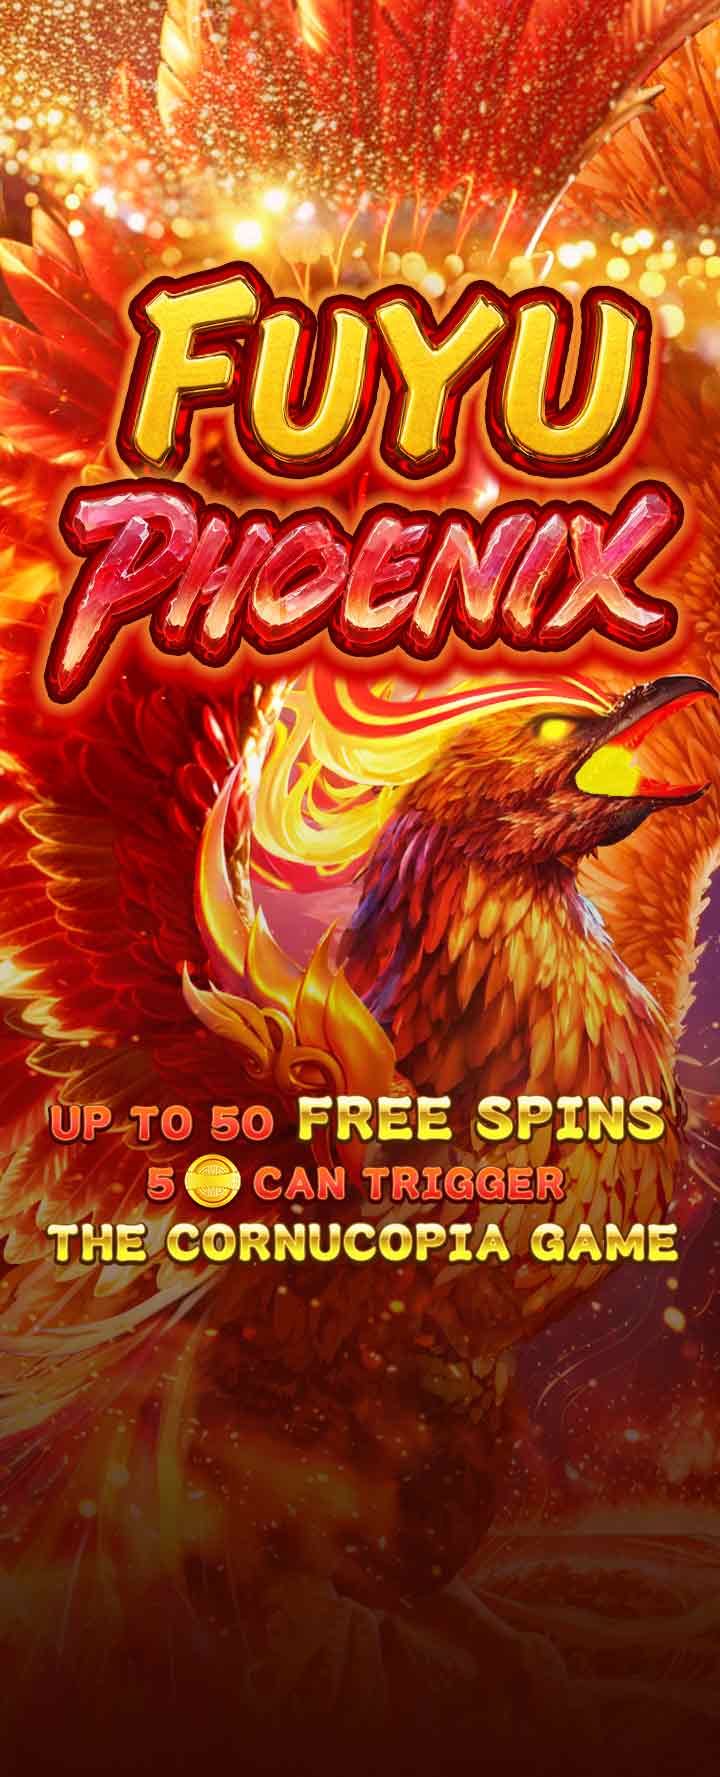 FUYU
PHOENIX
UP TO 50 FREE SPINS
5 CAN TRIGGER
THE CORNUCOPIA GAME